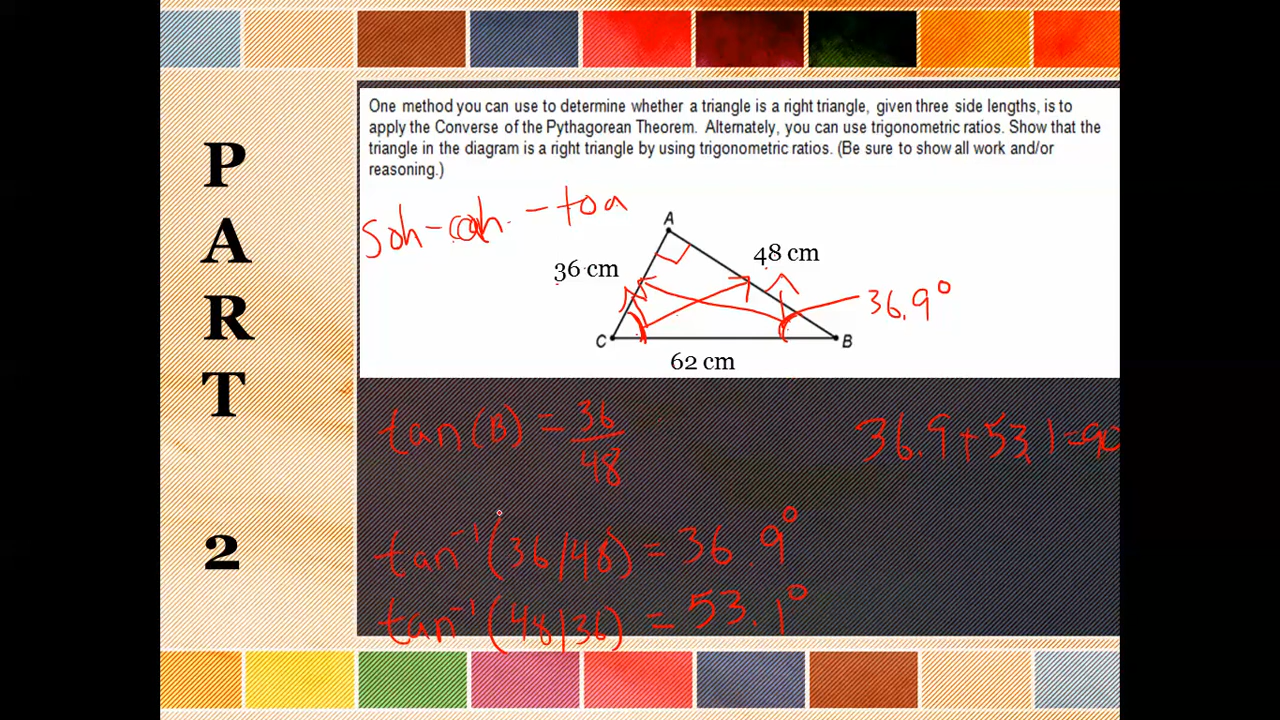 PART 2
One method you can use to determine whether a triangle is a right triangle, given three side lengths, is to
apply the Converse of the Pythagorean Theorem. Alternately, you can use trigonometric ratios. Show that the
triangle in the diagram is a right triangle by using trigonometric ratios. (Be sure to show all work and/or
reasoning.)
soh-cah-toa
A
36 cm
48 cm
36.9°
C
B
62 cm
tan(B) = 36/48
36.9+53.1=90
tan⁻¹(36/48) = 36.9°
tan⁻¹(48/36) = 53.1°